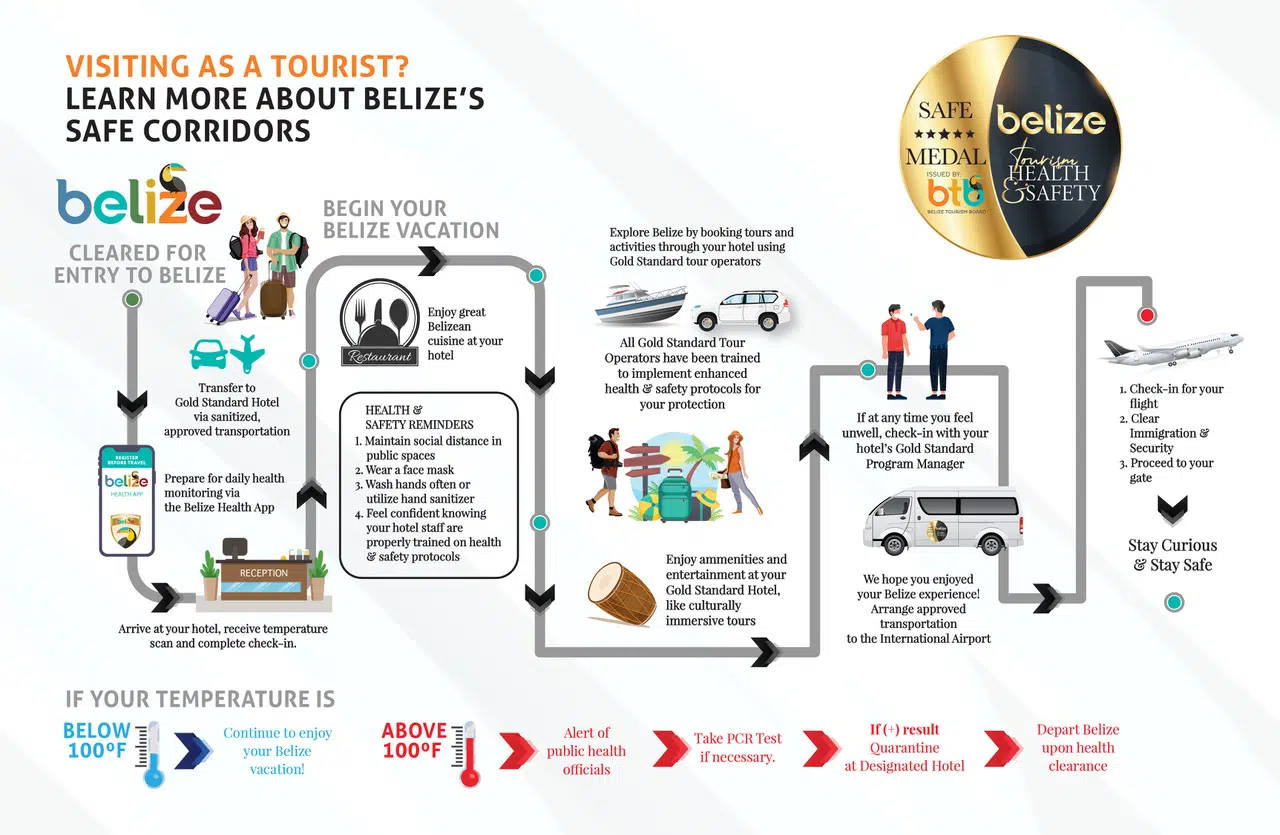 VISITING AS A TOURIST?
LEARN MORE ABOUT BELIZE'S
SAFE CORRIDORS
SAFE
MEDAL
ISSUED BY:
btb
BELIZE TOURISM BOARD
belize
Tourism
HEALTH
& SAFETY
belize
CLEARED FOR
ENTRY TO BELIZE
Transfer to
Gold Standard Hotel
via sanitized,
approved transportation
REGISTER
BEFORE TRAVEL
belize
HEALTH APP
belize
Prepare for daily health
monitoring via
the Belize Health App
RECEPTION
Arrive at your hotel, receive temperature
scan and complete check-in.
BEGIN YOUR
BELIZE VACATION
Restaurant
Enjoy great
Belizean
cuisine at your
hotel
HEALTH &
SAFETY REMINDERS
1. Maintain social distance in
public spaces
2. Wear a face mask
3. Wash hands often or
utilize hand sanitizer
4. Feel confident knowing
your hotel staff are
properly trained on health
& safety protocols
Explore Belize by booking tours and
activities through your hotel using
Gold Standard tour operators
All Gold Standard Tour
Operators have been trained
to implement enhanced
health & safety protocols for
your protection
Enjoy ammenities and
entertainment at your
Gold Standard Hotel,
like culturally
immersive tours
If at any time you feel
unwell, check-in with your
hotel's Gold Standard
Program Manager
belize
We hope you enjoyed
your Belize experience!
Arrange approved
transportation
to the International Airport
1. Check-in for your
flight
2. Clear
Immigration &
Security
3. Proceed to your
gate
Stay Curious
& Stay Safe
IF YOUR TEMPERATURE IS
BELOW
100ºF
Continue to enjoy
your Belize
vacation!
ABOVE
100ºF
Alert of
public health
officials
Take PCR Test
if necessary.
If (+) result
Quarantine
at Designated Hotel
Depart Belize
upon health
clearance